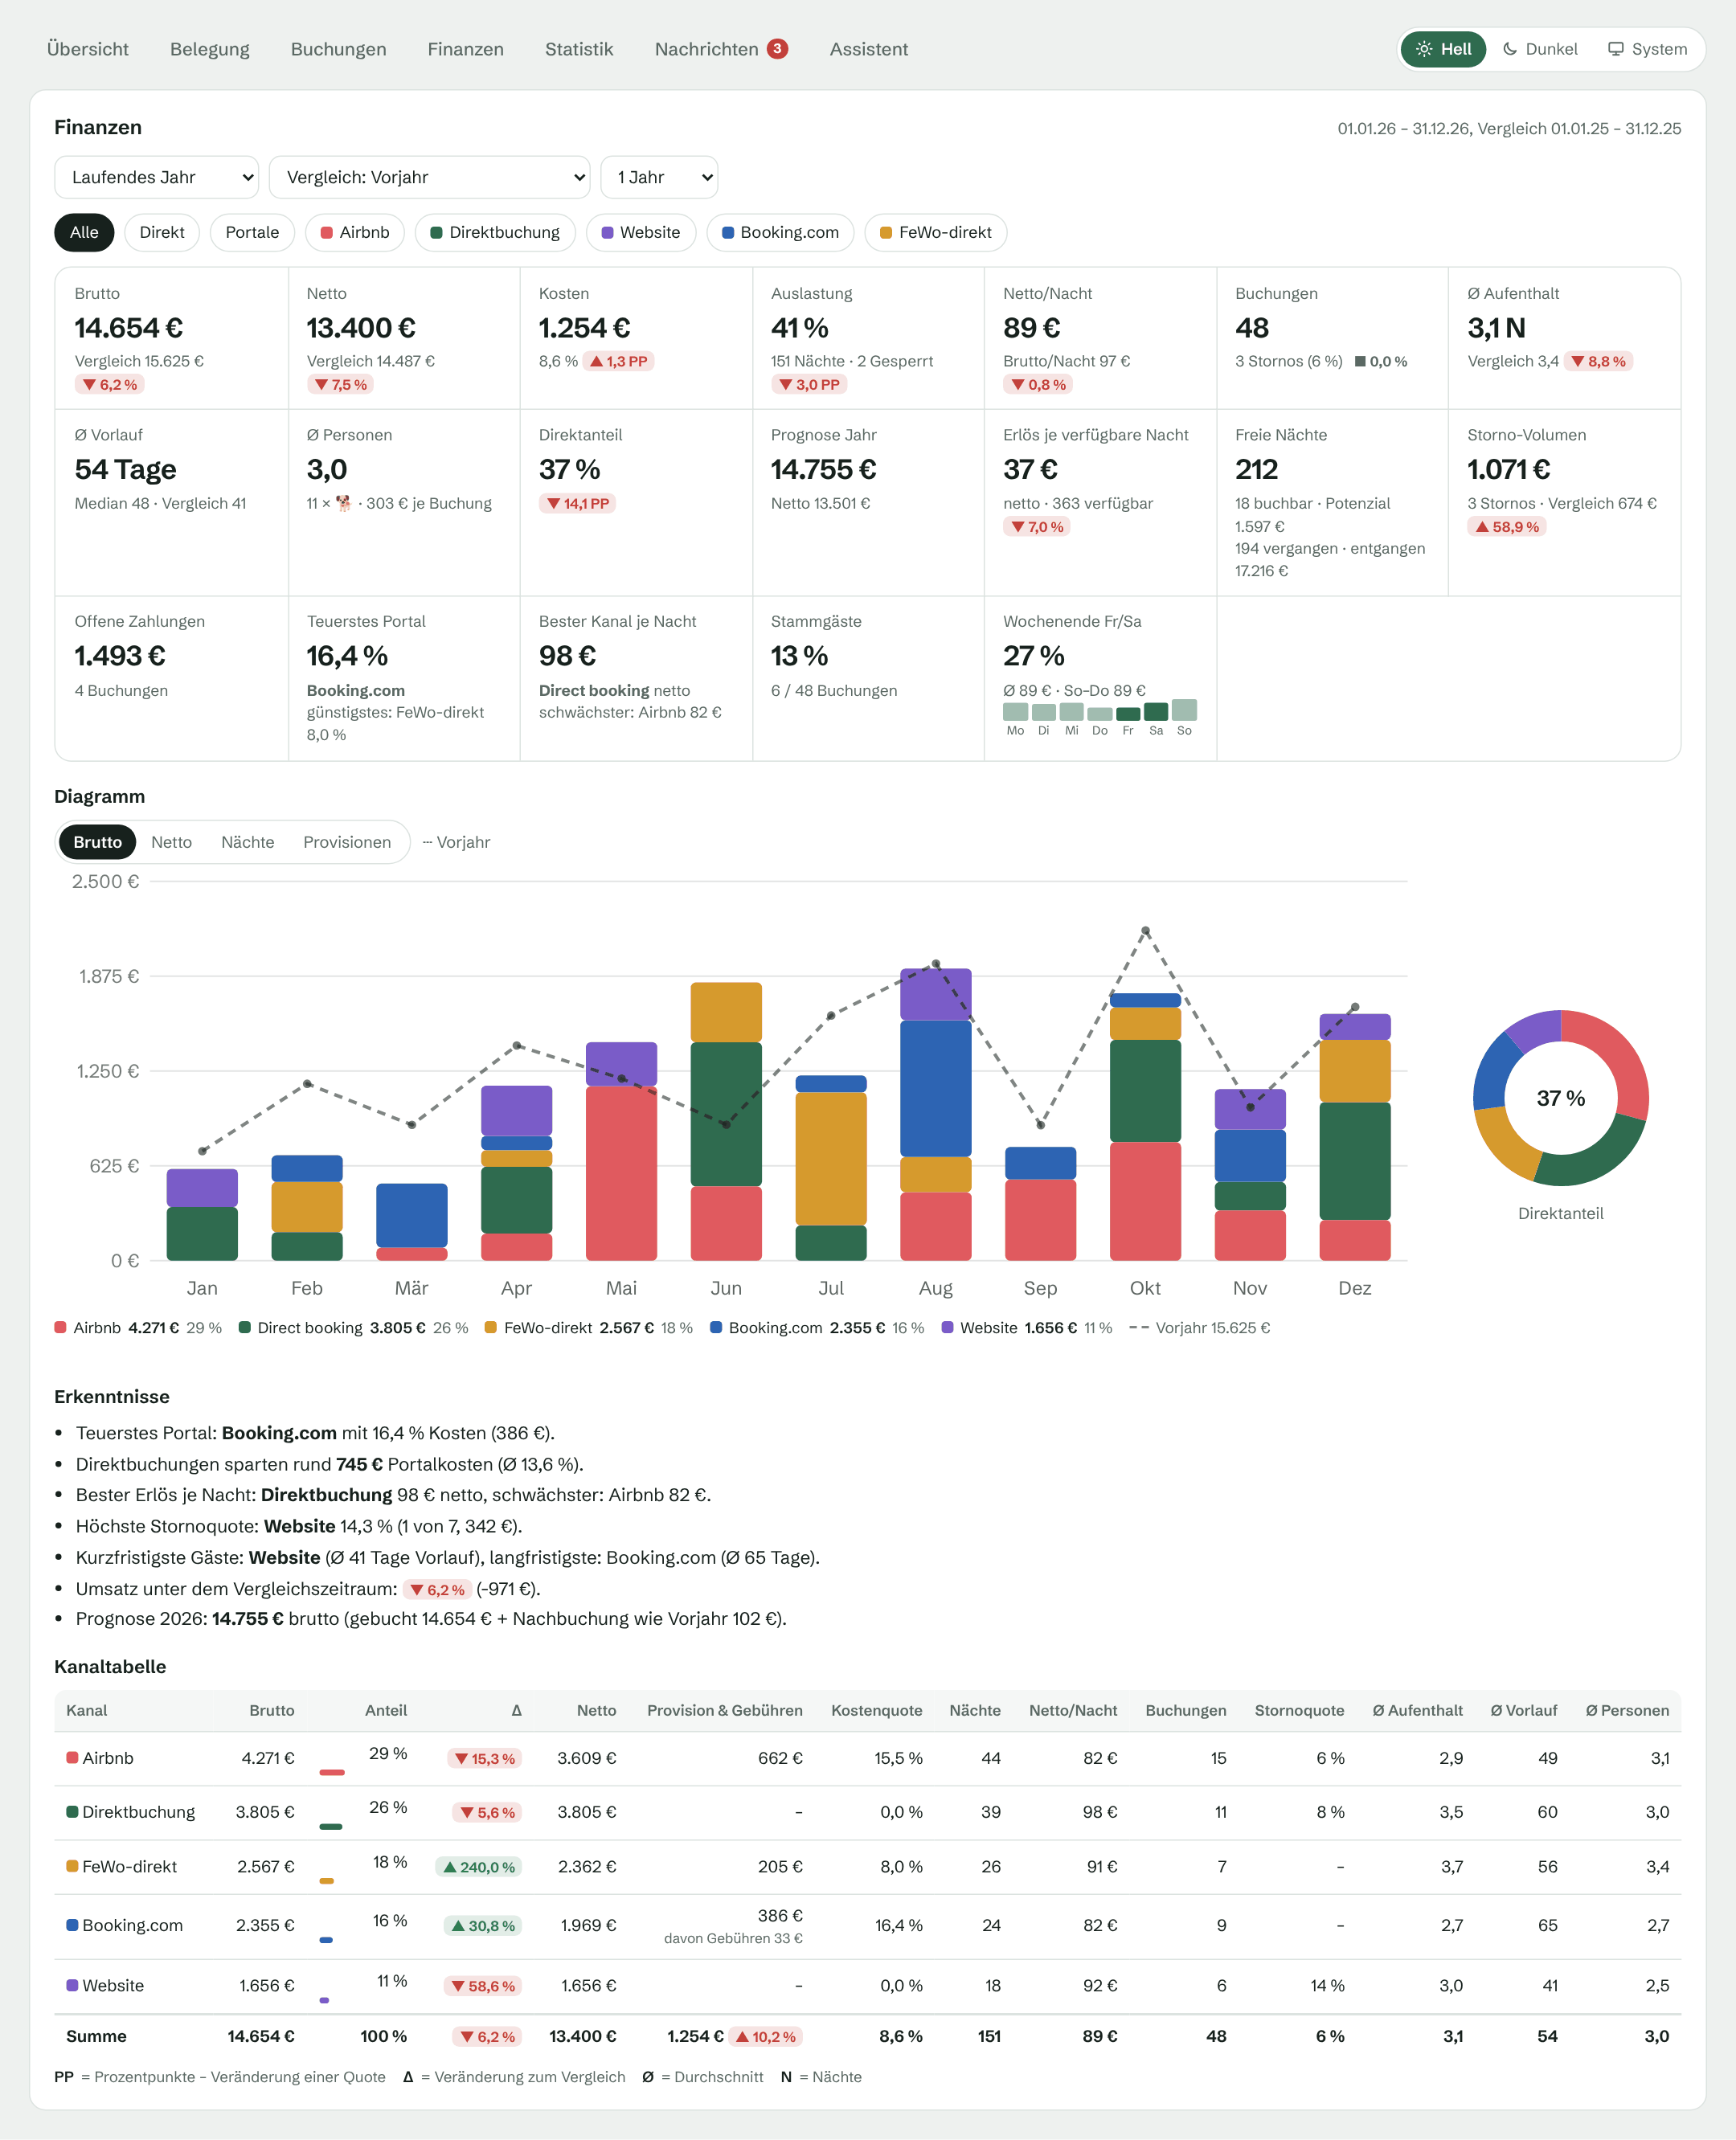 Übersicht Belegung Buchungen Finanzen Statistik Nachrichten 3 Assistent Hell Dunkel System
Finanzen 01.01.26 – 31.12.26, Vergleich 01.01.25 – 31.12.25
Laufendes Jahr Vergleich: Vorjahr 1 Jahr
Alle Direkt Portale Airbnb Direktbuchung Website Booking.com FeWo-direkt
Brutto Netto Kosten Auslastung Netto/Nacht Buchungen Ø Aufenthalt
14.654 € 13.400 € 1.254 € 41 % 89 € 48 3,1 N
Vergleich 15.625 € Vergleich 14.487 € 8,6 % ▲ 1,3 PP 151 Nächte · 2 Gesperrt Brutto/Nacht 97 € 3 Stornos (6 %) ■ 0,0 % Vergleich 3,4 ▼ 8,8 %
▼ 6,2 % ▼ 7,5 % ▼ 3,0 PP ▼ 0,8 %
Ø Vorlauf Ø Personen Direktanteil Prognose Jahr Erlös je verfügbare Nacht Freie Nächte Storno-Volumen
54 Tage 3,0 37 % 14.755 € 37 € 212 1.071 €
Median 48 · Vergleich 41 11 × 🐕 · 303 € je Buchung ▼ 14,1 PP Netto 13.501 € netto · 363 verfügbar 18 buchbar · Potenzial 3 Stornos · Vergleich 674 €
▼ 7,0 % 1.597 € ▲ 58,9 %
194 vergangen · entgangen
17.216 €
Offene Zahlungen Teuerstes Portal Bester Kanal je Nacht Stammgäste Wochenende Fr/Sa
1.493 € 16,4 % 98 € 13 % 27 %
4 Buchungen Booking.com Direct booking netto 6 / 48 Buchungen Ø 89 € · So–Do 89 €
günstigstes: FeWo-direkt schwächster: Airbnb 82 €
8,0 % Mo Di Mi Do Fr Sa So
Diagramm
Brutto Netto Nächte Provisionen ┄ Vorjahr
2.500 €
1.875 €
1.250 €
625 €
0 €
Jan Feb Mär Apr Mai Jun Jul Aug Sep Okt Nov Dez
37 %
Direktanteil
Airbnb 4.271 € 29 % Direct booking 3.805 € 26 % FeWo-direkt 2.567 € 18 % Booking.com 2.355 € 16 % Website 1.656 € 11 % Vorjahr 15.625 €
Erkenntnisse
• Teuerstes Portal: Booking.com mit 16,4 % Kosten (386 €).
• Direktbuchungen sparten rund 745 € Portalkosten (Ø 13,6 %).
• Bester Erlös je Nacht: Direktbuchung 98 € netto, schwächster: Airbnb 82 €.
• Höchste Stornoquote: Website 14,3 % (1 von 7, 342 €).
• Kurzfristigste Gäste: Website (Ø 41 Tage Vorlauf), langfristigste: Booking.com (Ø 65 Tage).
• Umsatz unter dem Vergleichszeitraum: ▼ 6,2 % (-971 €).
• Prognose 2026: 14.755 € brutto (gebucht 14.654 € + Nachbuchung wie Vorjahr 102 €).
Kanaltabelle
Kanal Brutto Anteil Δ Netto Provision & Gebühren Kostenquote Nächte Netto/Nacht Buchungen Stornoquote Ø Aufenthalt Ø Vorlauf Ø Personen
Airbnb 4.271 € 29 % ▼ 15,3 % 3.609 € 662 € 15,5 % 44 82 € 15 6 % 2,9 49 3,1
Direktbuchung 3.805 € 26 % ▼ 5,6 % 3.805 € – 0,0 % 39 98 € 11 8 % 3,5 60 3,0
FeWo-direkt 2.567 € 18 % ▲ 240,0 % 2.362 € 205 € 8,0 % 26 91 € 7 – 3,7 56 3,4
Booking.com 2.355 € 16 % ▲ 30,8 % 1.969 € 386 € 16,4 % 24 82 € 9 – 2,7 65 2,7
davon Gebühren 33 €
Website 1.656 € 11 % ▼ 58,6 % 1.656 € – 0,0 % 18 92 € 6 14 % 3,0 41 2,5
Summe 14.654 € 100 % ▼ 6,2 % 13.400 € 1.254 € ▲ 10,2 % 8,6 % 151 89 € 48 6 % 3,1 54 3,0
PP = Prozentpunkte – Veränderung einer Quote Δ = Veränderung zum Vergleich Ø = Durchschnitt N = Nächte